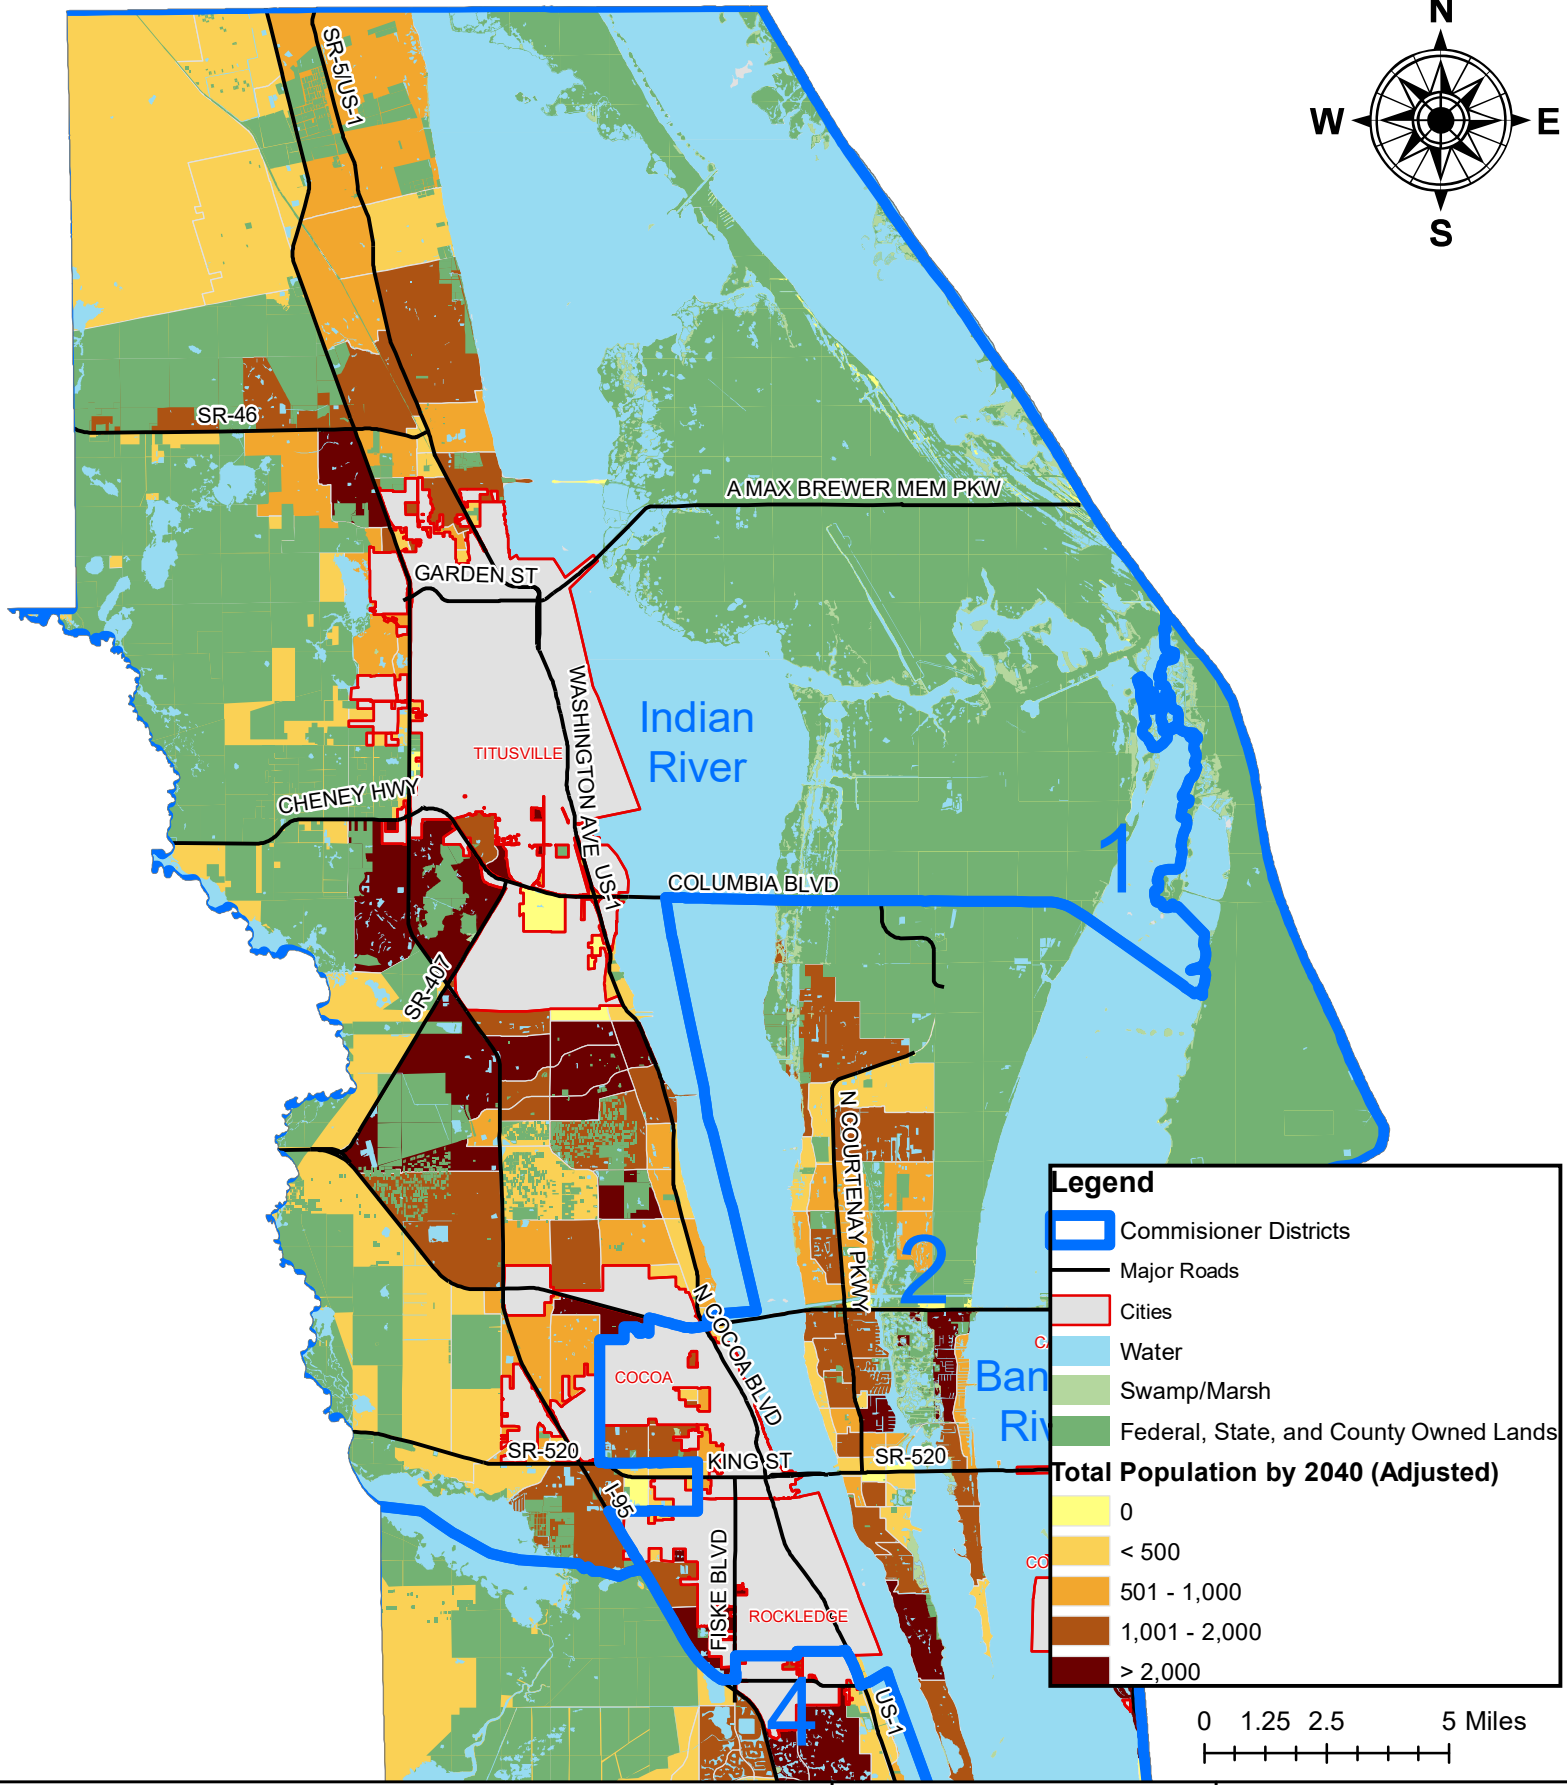 N
W
E
S
SR-5/US-1
SR-46
A MAX BREWER MEM PKW
GARDEN ST
WASHINGTON AVE
US-1
Indian
River
TITUSVILLE
CHENEY HWY
1
COLUMBIA BLVD
SR-407
N COURTENAY PKWY
2
N COCOA BLVD
COCOA
Ban
Riv
SR-520
KING ST
SR-520
I-95
FISKE BLVD
ROCKLEDGE
4
US-1
CO
Legend
Commisioner Districts
Major Roads
Cities
Water
Swamp/Marsh
Federal, State, and County Owned Lands
Total Population by 2040 (Adjusted)
0
< 500
501 - 1,000
1,001 - 2,000
> 2,000
0 1.25 2.5 5 Miles